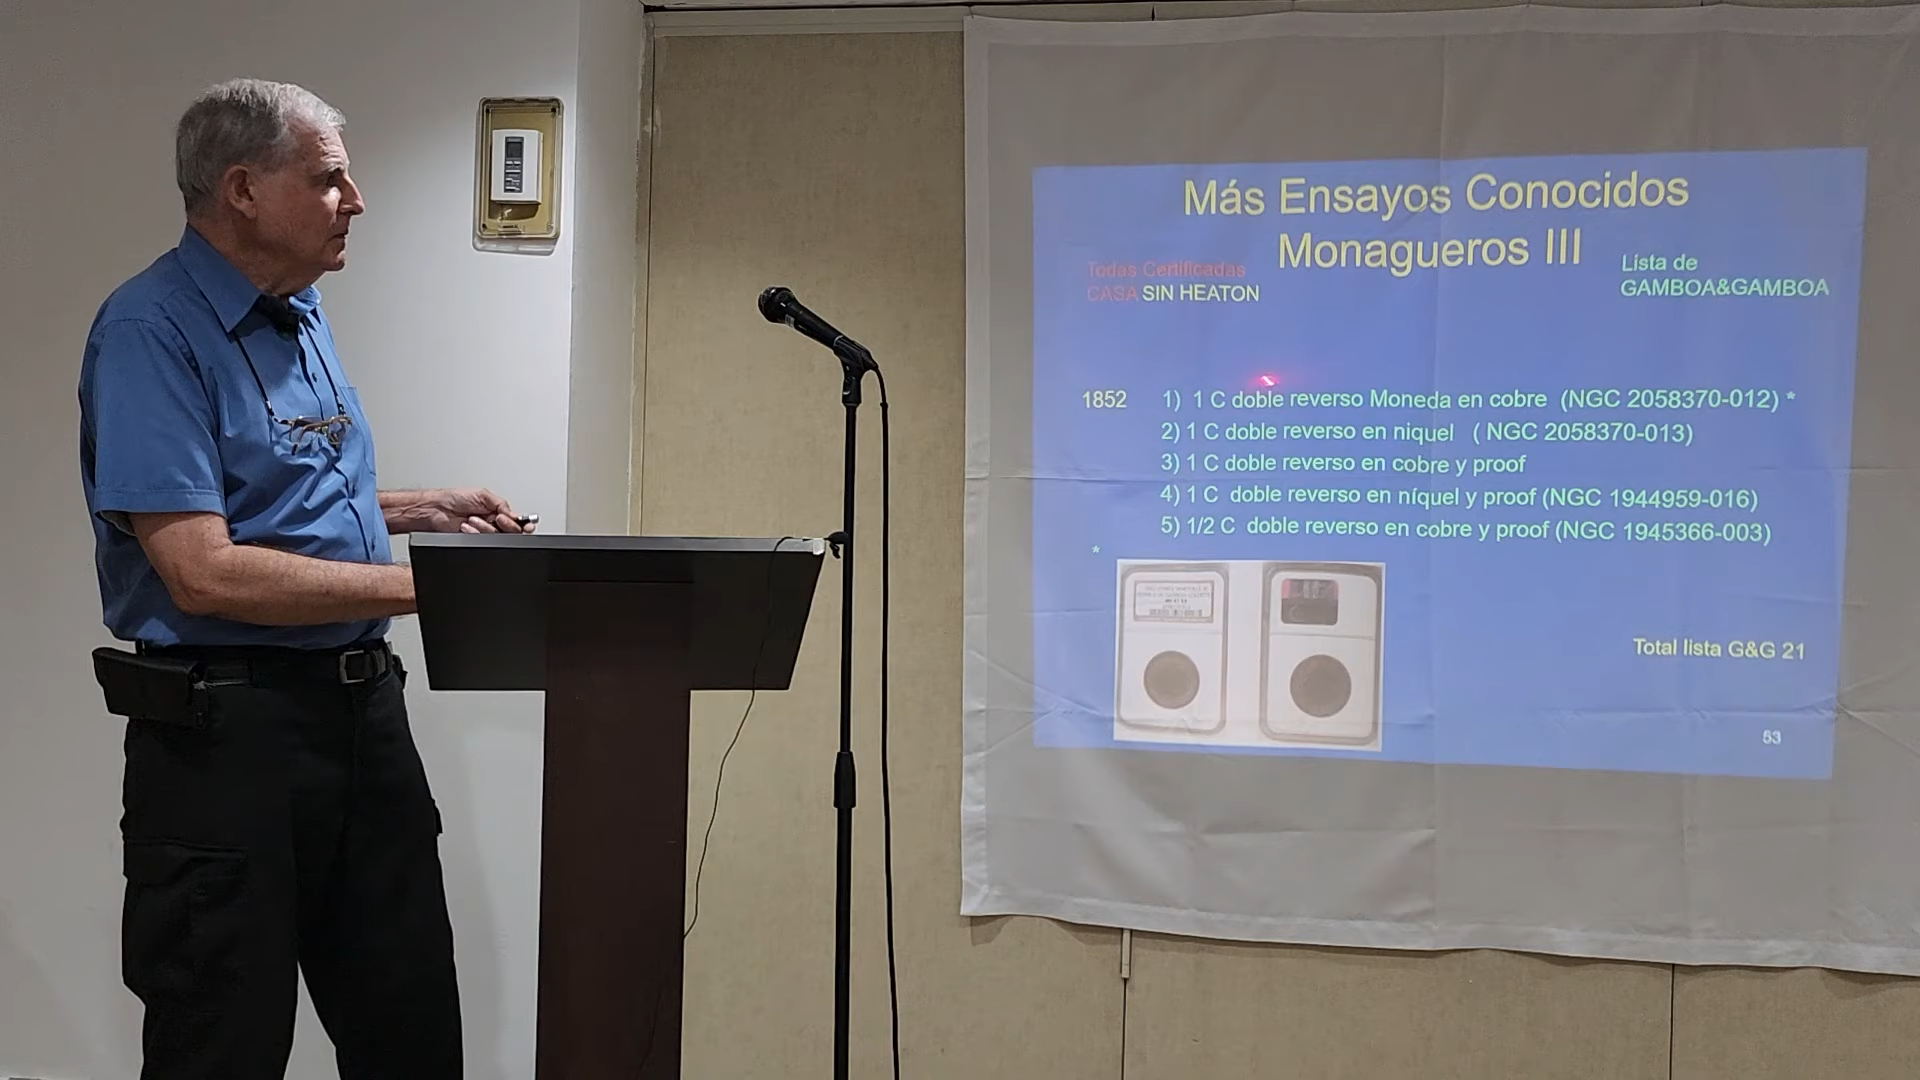 Más Ensayos Conocidos
Monagueros III
Todas Certificadas
CASA SIN HEATON
Lista de
GAMBOA&GAMBOA
1852 1) 1 C doble reverso Moneda en cobre (NGC 2058370-012) *
2) 1 C doble reverso en niquel ( NGC 2058370-013)
3) 1 C doble reverso en cobre y proof
4) 1 C doble reverso en níquel y proof (NGC 1944959-016)
5) 1/2 C doble reverso en cobre y proof (NGC 1945366-003)
*
Total lista G&G 21
53